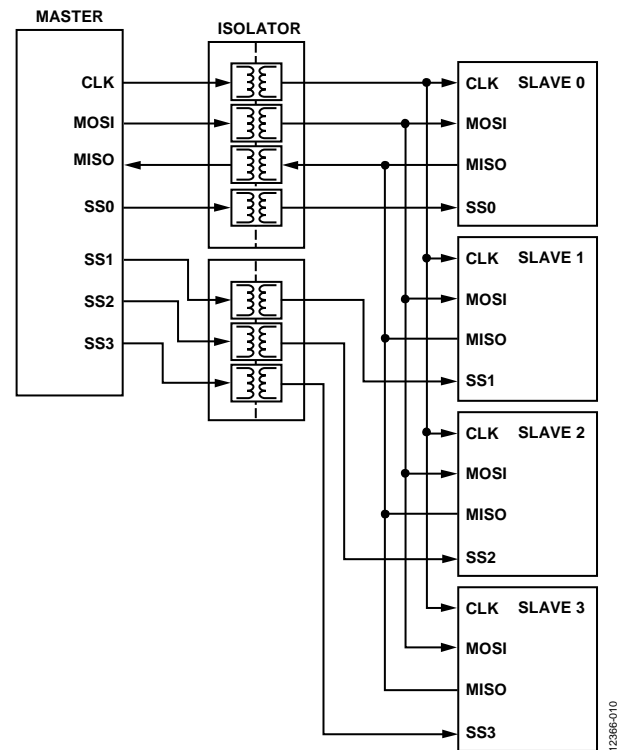 MASTER
CLK
MOSI
MISO
SS0
SS1
SS2
SS3
ISOLATOR
CLK SLAVE 0
MOSI
MISO
SS0
CLK SLAVE 1
MOSI
MISO
SS1
CLK SLAVE 2
MOSI
MISO
SS2
CLK SLAVE 3
MOSI
MISO
SS3
12366-010